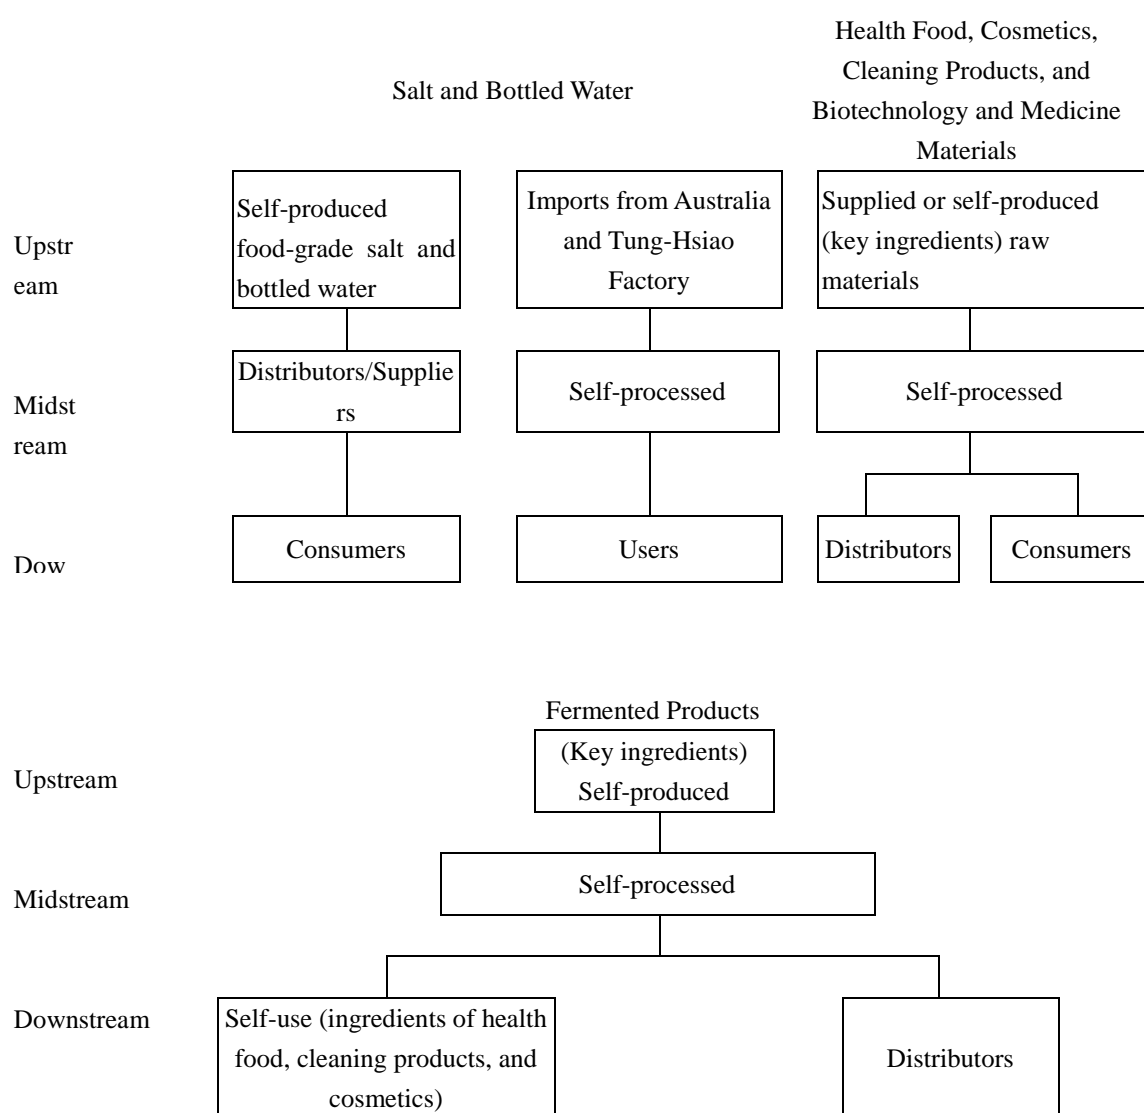 Health Food, Cosmetics,
Cleaning Products, and
Biotechnology and Medicine
Materials
Salt and Bottled Water
Upstr
eam
Self-produced
food-grade salt and
bottled water
Imports from Australia
and Tung-Hsiao
Factory
Supplied or self-produced
(key ingredients) raw
materials
Midst
ream
Distributors/Supplie
rs
Self-processed
Self-processed
Dow
Consumers
Users
Distributors
Consumers
Fermented Products
Upstream
(Key ingredients)
Self-produced
Midstream
Self-processed
Downstream
Self-use (ingredients of health
food, cleaning products, and
cosmetics)
Distributors